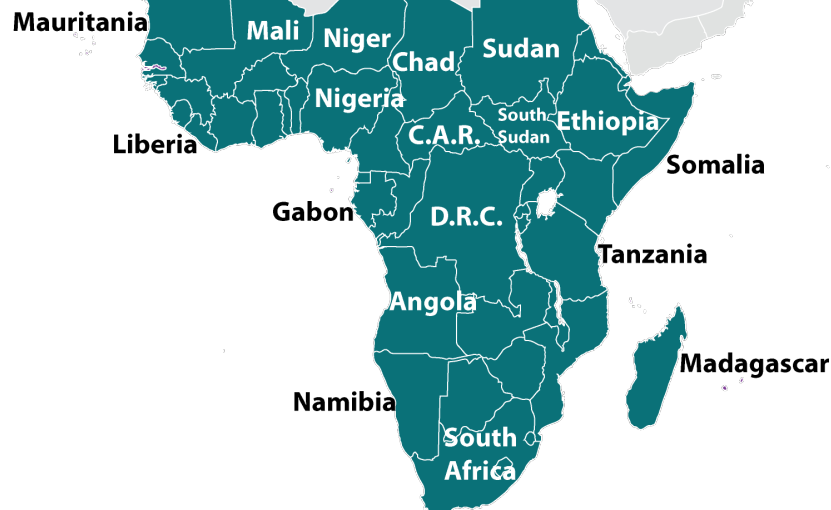 Mauritania
Mali
Niger
Chad
Sudan
Nigeria
South
Sudan
Ethiopia
C.A.R.
Liberia
Somalia
Gabon
D.R.C.
Tanzania
Angola
Madagascar
Namibia
South
Africa